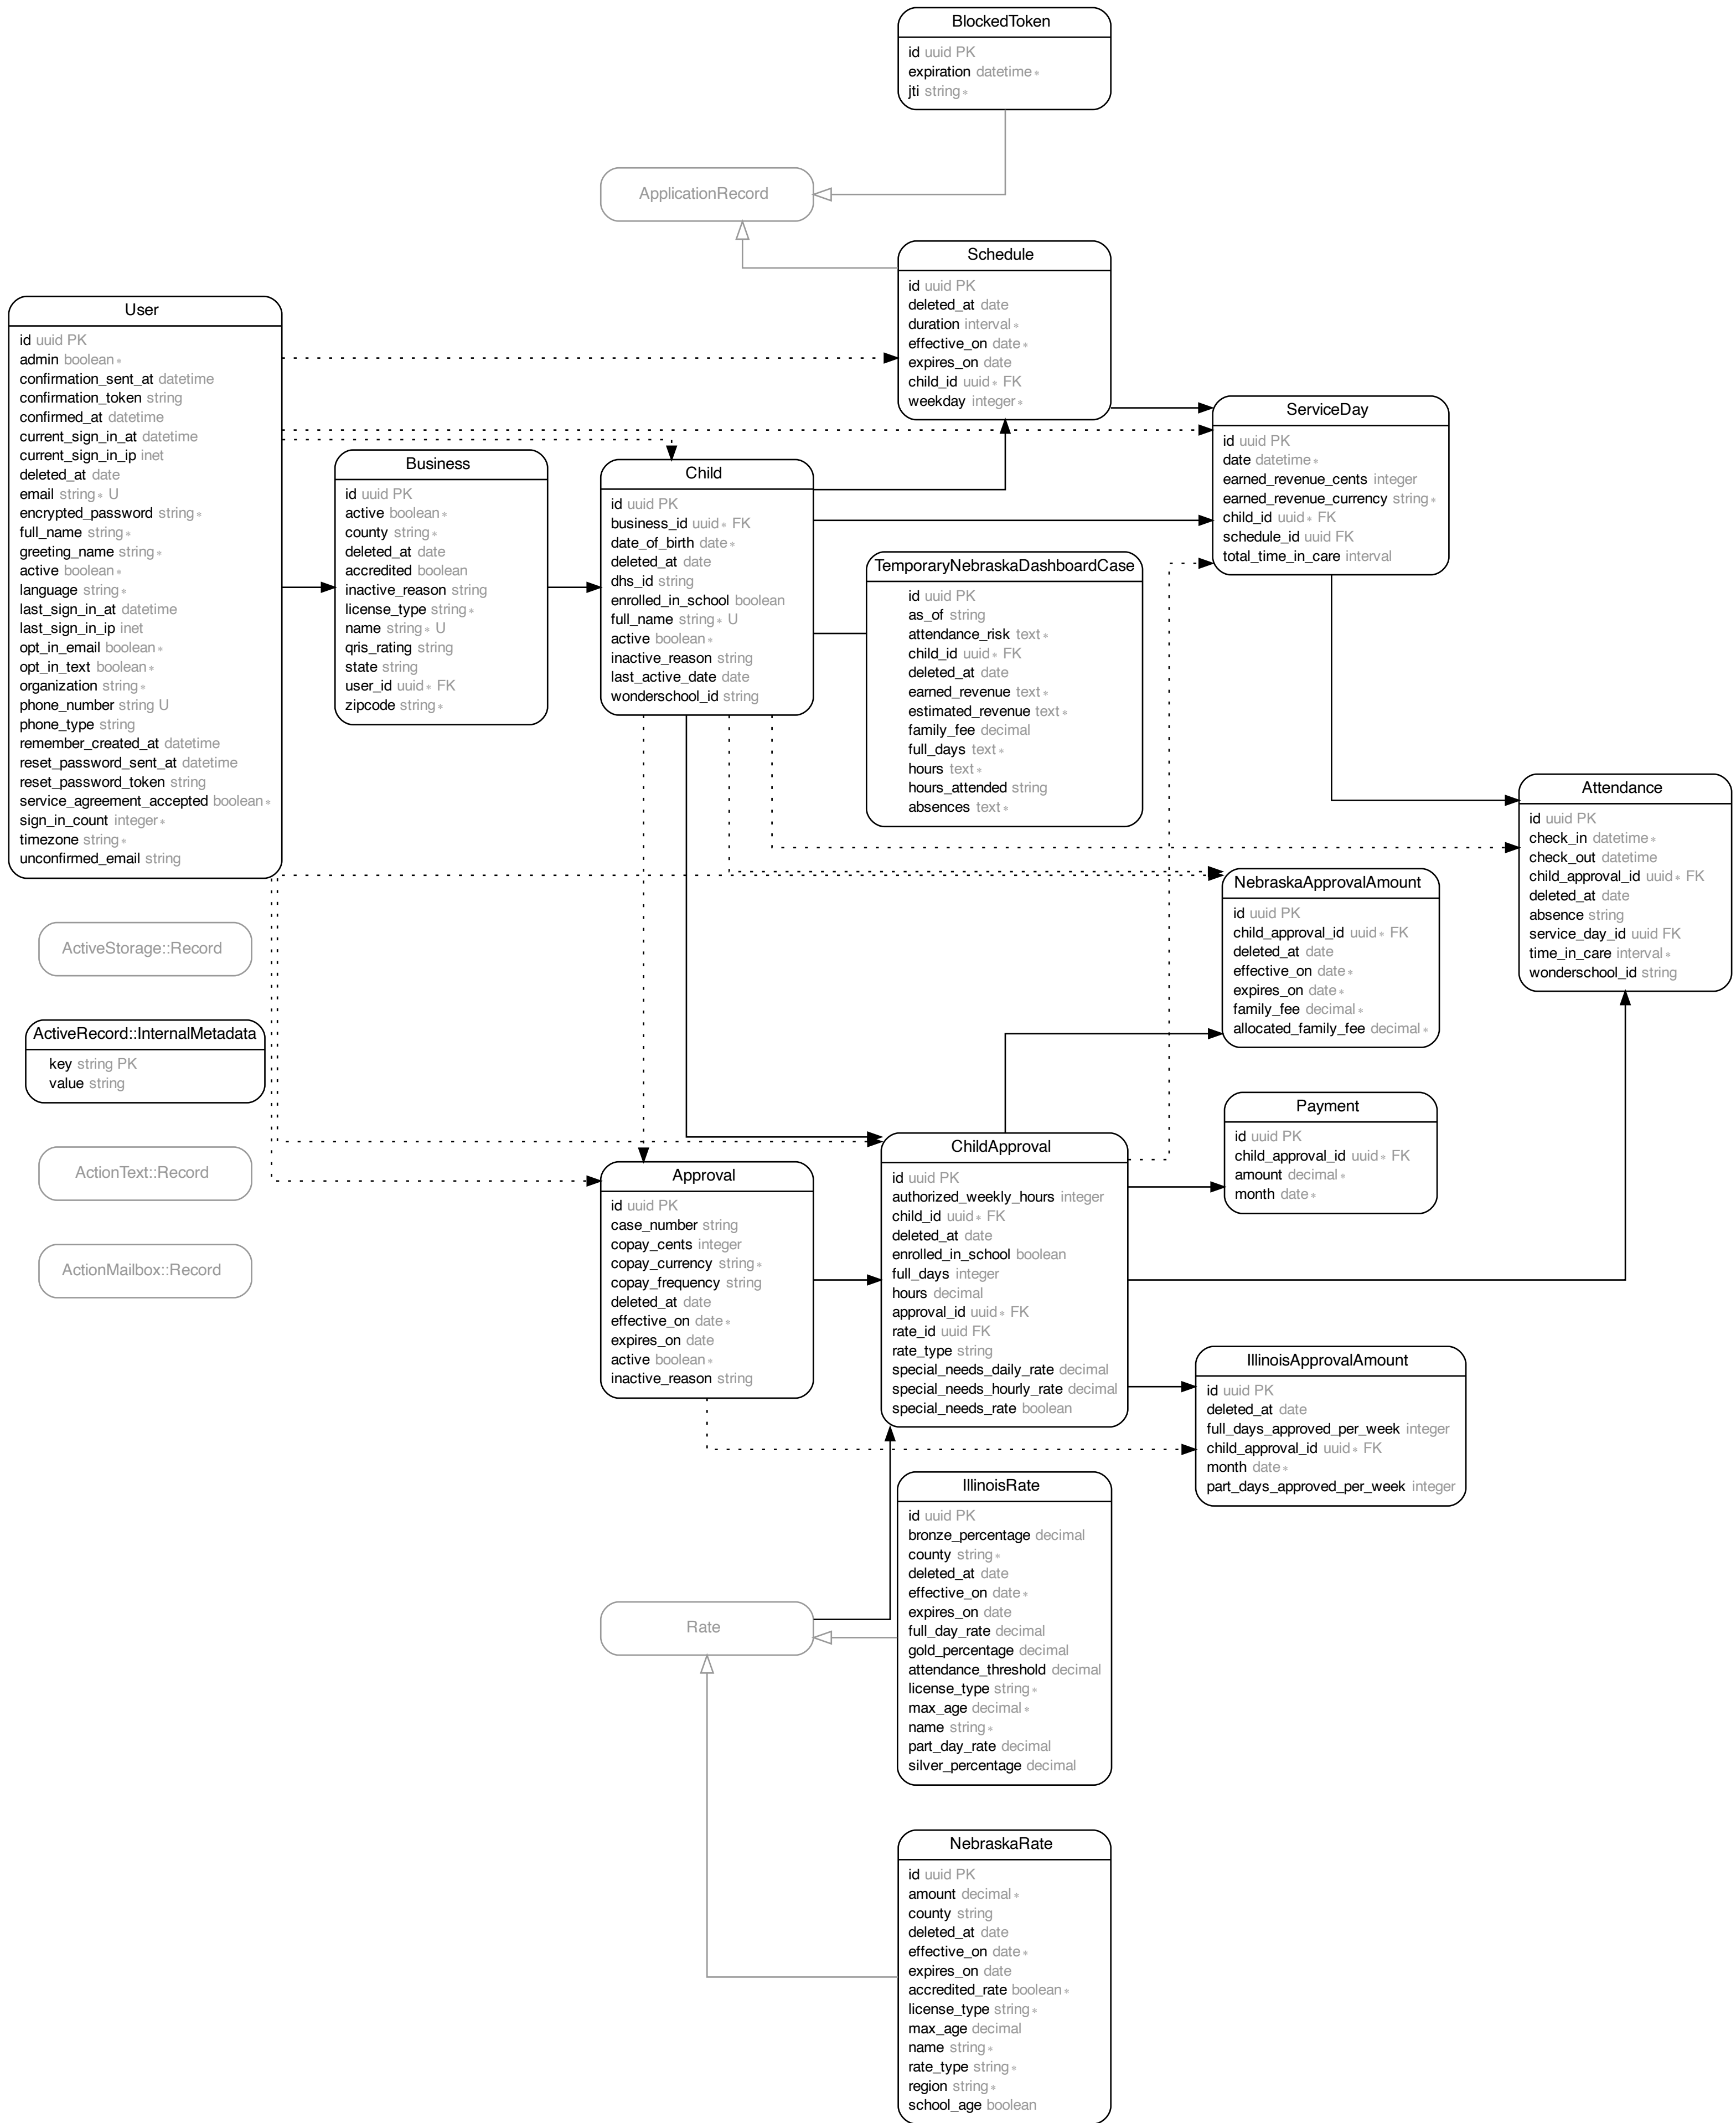 BlockedToken
id uuid PK
expiration datetime *
jti string *
ApplicationRecord
Schedule
id uuid PK
deleted_at date
duration interval *
effective_on date *
expires_on date
child_id uuid * FK
weekday integer *
User
id uuid PK
admin boolean *
confirmation_sent_at datetime
confirmation_token string
confirmed_at datetime
current_sign_in_at datetime
current_sign_in_ip inet
deleted_at date
email string * U
encrypted_password string *
full_name string *
greeting_name string *
active boolean *
language string *
last_sign_in_at datetime
last_sign_in_ip inet
opt_in_email boolean *
opt_in_text boolean *
organization string *
phone_number string U
phone_type string
remember_created_at datetime
reset_password_sent_at datetime
reset_password_token string
service_agreement_accepted boolean *
sign_in_count integer *
timezone string *
unconfirmed_email string
Business
id uuid PK
active boolean *
county string *
deleted_at date
accredited boolean
inactive_reason string
license_type string *
name string * U
qris_rating string
state string
user_id uuid * FK
zipcode string *
Child
id uuid PK
business_id uuid * FK
date_of_birth date *
deleted_at date
dhs_id string
enrolled_in_school boolean
full_name string * U
active boolean *
inactive_reason string
last_active_date date
wonderschool_id string
ServiceDay
id uuid PK
date datetime *
earned_revenue_cents integer
earned_revenue_currency string *
child_id uuid * FK
schedule_id uuid FK
total_time_in_care interval
TemporaryNebraskaDashboardCase
id uuid PK
as_of string
attendance_risk text *
child_id uuid * FK
deleted_at date
earned_revenue text *
estimated_revenue text *
family_fee decimal
full_days text *
hours text *
hours_attended string
absences text *
Attendance
id uuid PK
check_in datetime *
check_out datetime
child_approval_id uuid * FK
deleted_at date
absence string
service_day_id uuid FK
time_in_care interval *
wonderschool_id string
NebraskaApprovalAmount
id uuid PK
child_approval_id uuid * FK
deleted_at date
effective_on date *
expires_on date *
family_fee decimal *
allocated_family_fee decimal *
ActiveStorage::Record
ActiveRecord::InternalMetadata
key string PK
value string
ActionText::Record
ActionMailbox::Record
Payment
id uuid PK
child_approval_id uuid * FK
amount decimal *
month date *
Approval
id uuid PK
case_number string
copay_cents integer
copay_currency string *
copay_frequency string
deleted_at date
effective_on date *
expires_on date
active boolean *
inactive_reason string
ChildApproval
id uuid PK
authorized_weekly_hours integer
child_id uuid * FK
deleted_at date
enrolled_in_school boolean
full_days integer
hours decimal
approval_id uuid * FK
rate_id uuid FK
rate_type string
special_needs_daily_rate decimal
special_needs_hourly_rate decimal
special_needs_rate boolean
IllinoisApprovalAmount
id uuid PK
deleted_at date
full_days_approved_per_week integer
child_approval_id uuid * FK
month date *
part_days_approved_per_week integer
IllinoisRate
id uuid PK
bronze_percentage decimal
county string *
deleted_at date
effective_on date *
expires_on date
full_day_rate decimal
gold_percentage decimal
attendance_threshold decimal
license_type string *
max_age decimal *
name string *
part_day_rate decimal
silver_percentage decimal
Rate
NebraskaRate
id uuid PK
amount decimal *
county string
deleted_at date
effective_on date *
expires_on date
accredited_rate boolean *
license_type string *
max_age decimal
name string *
rate_type string *
region string *
school_age boolean